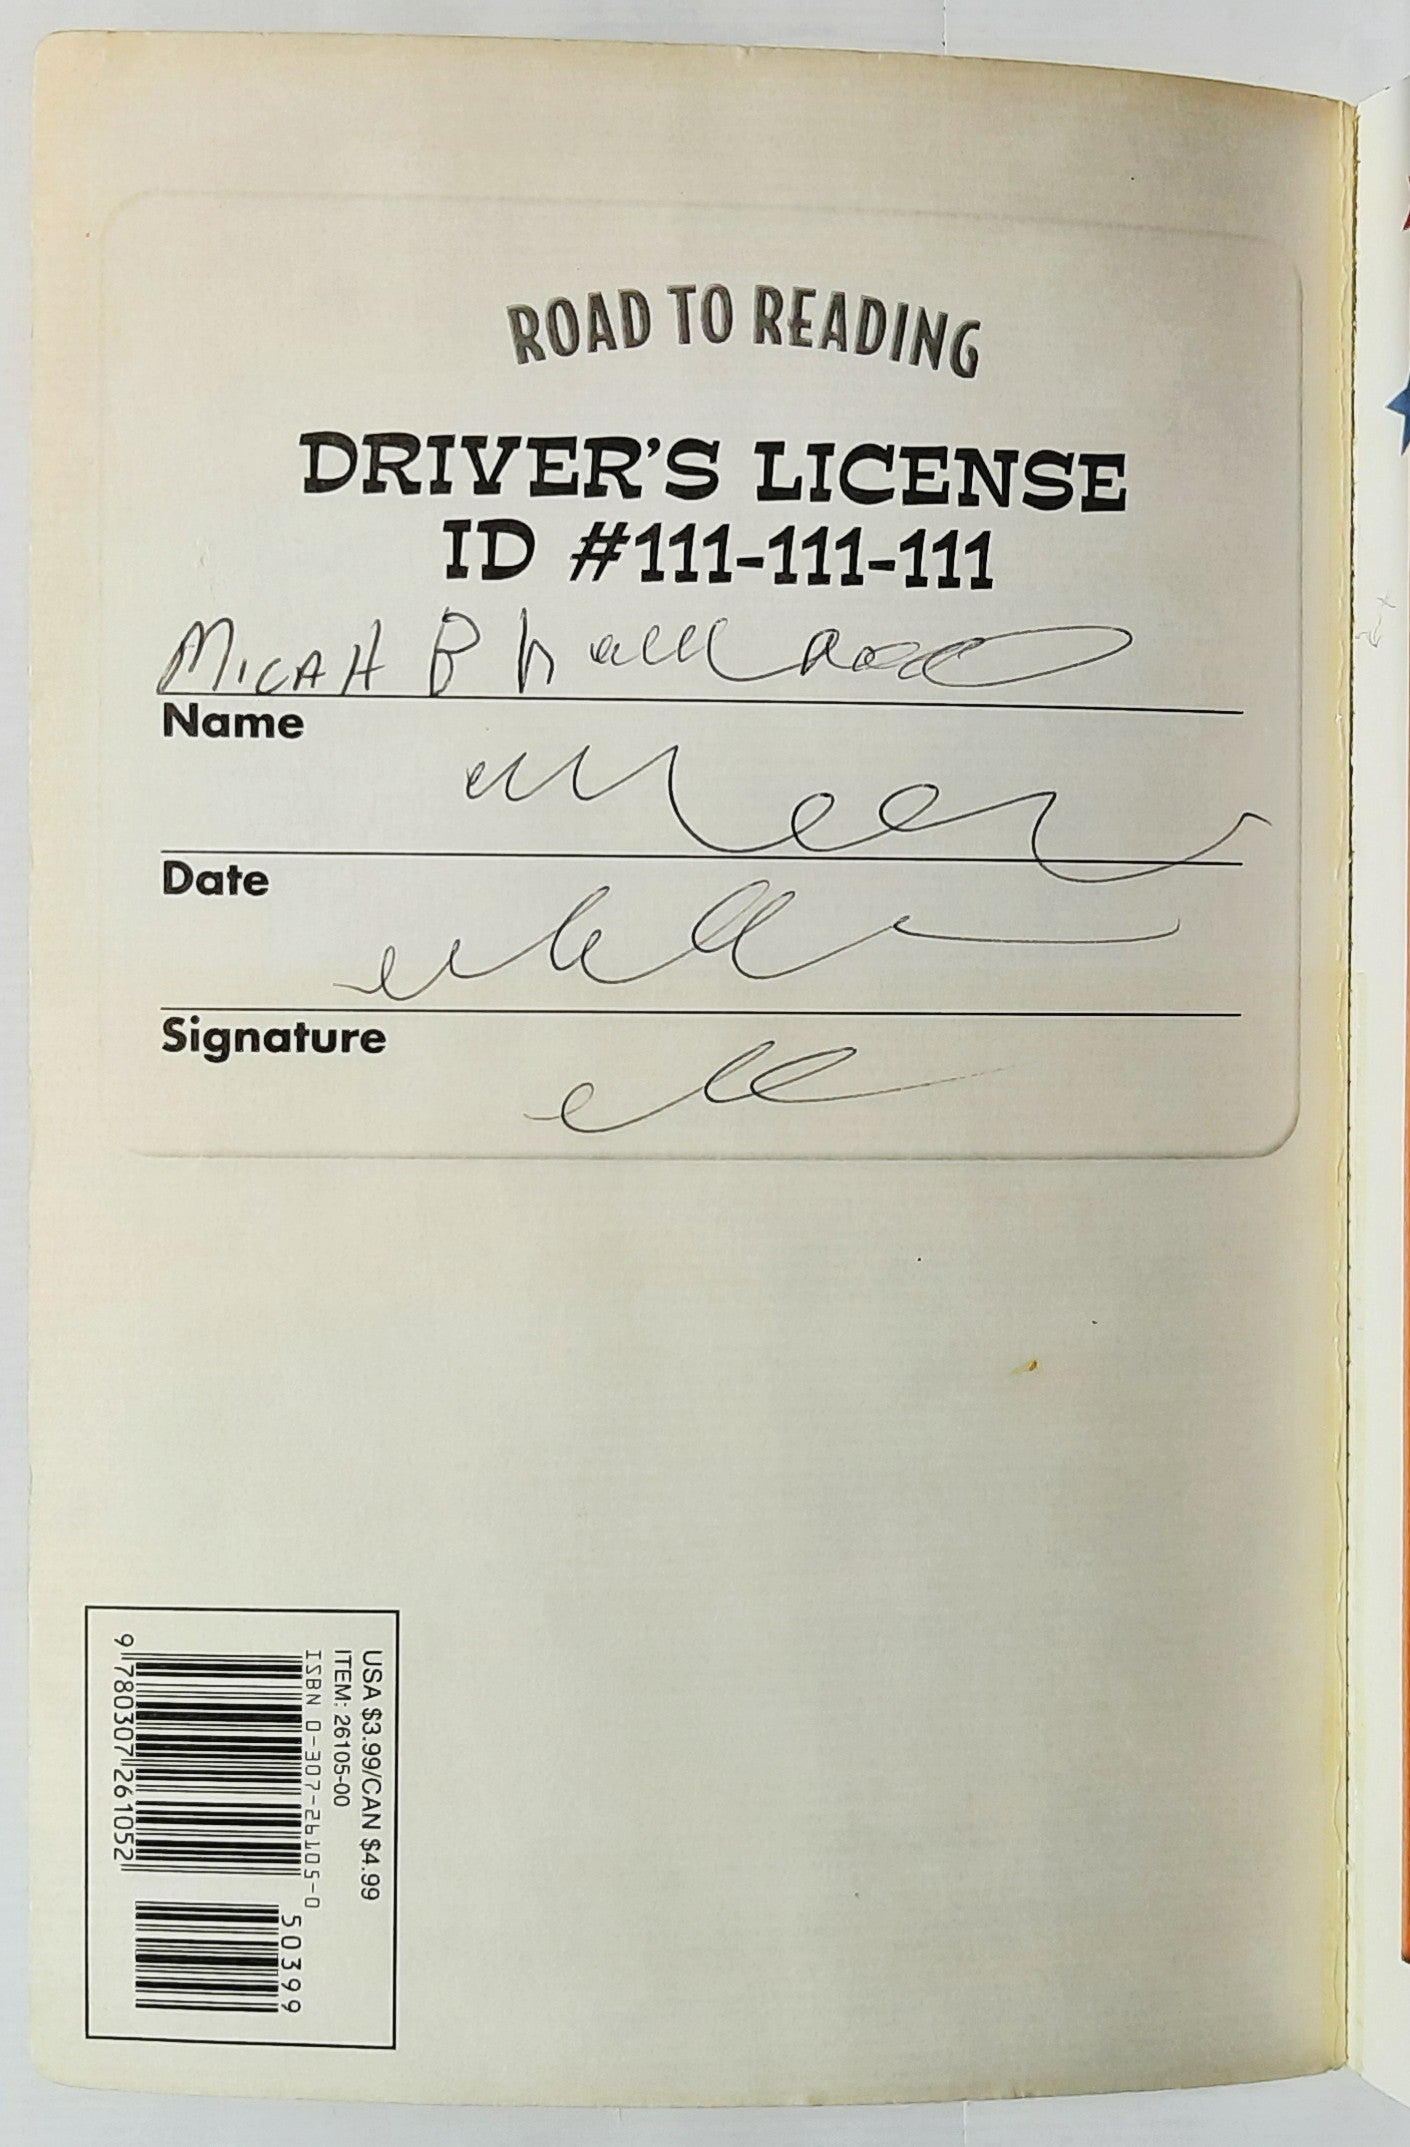 ROAD TO READING
DRIVER'S LICENSE
ID #111-111-111
MICAH B
Name
Date
Signature
USA $3.99/CAN $4.99
ITEM: 26105-00
ISBN 0-307-26105-0
50399
9 780307 261052